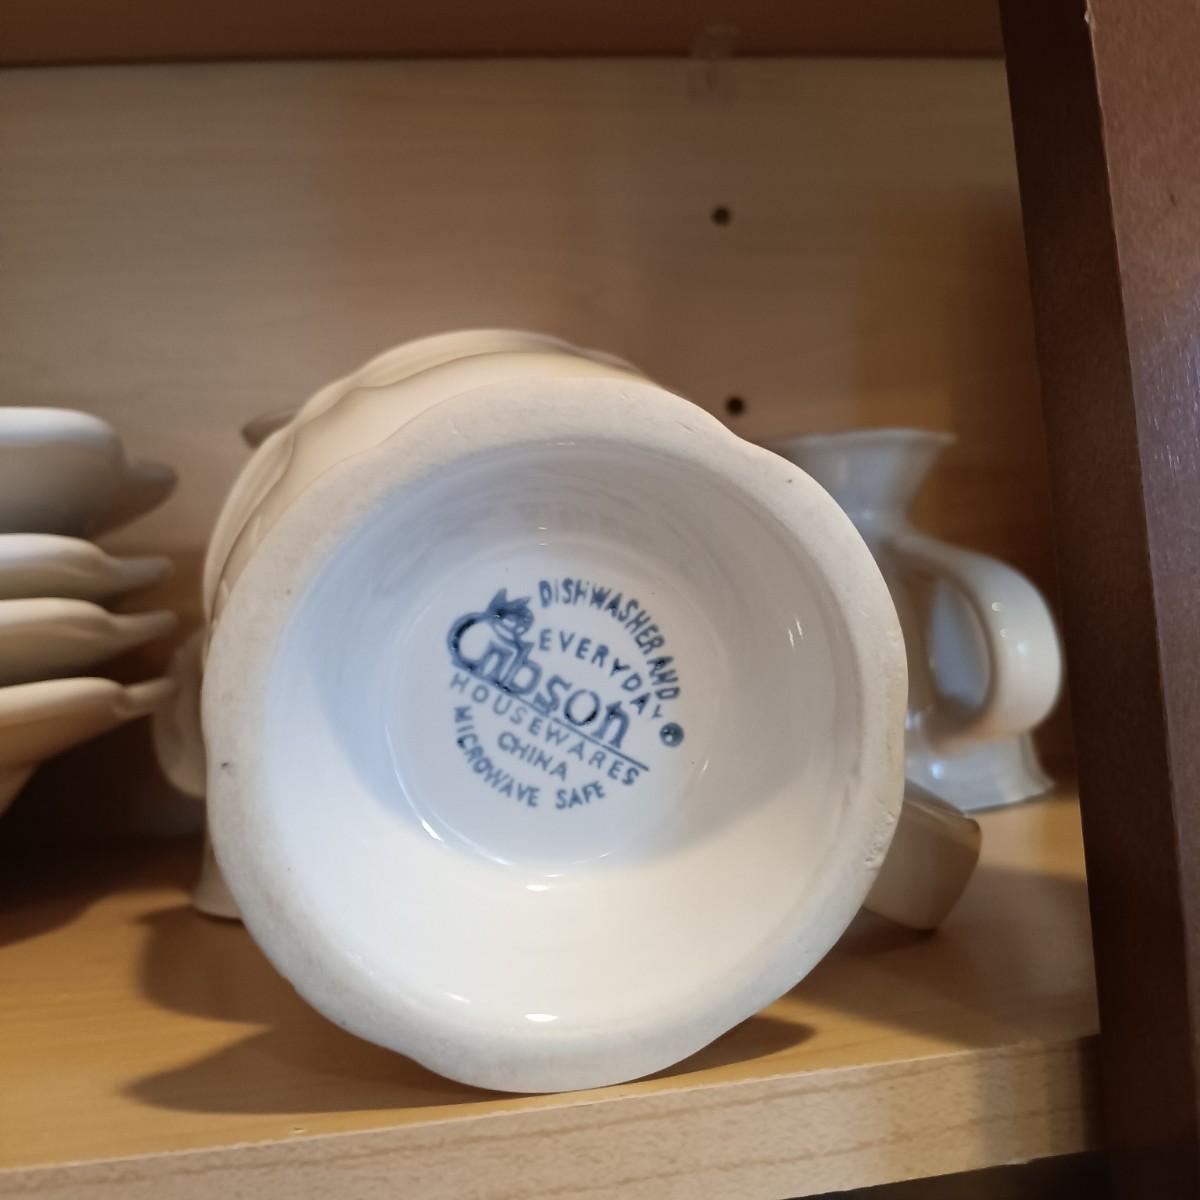 DISHWASHER AND
EVERYDAY
Gibson ®
HOUSEWARES
CHINA
MICROWAVE SAFE